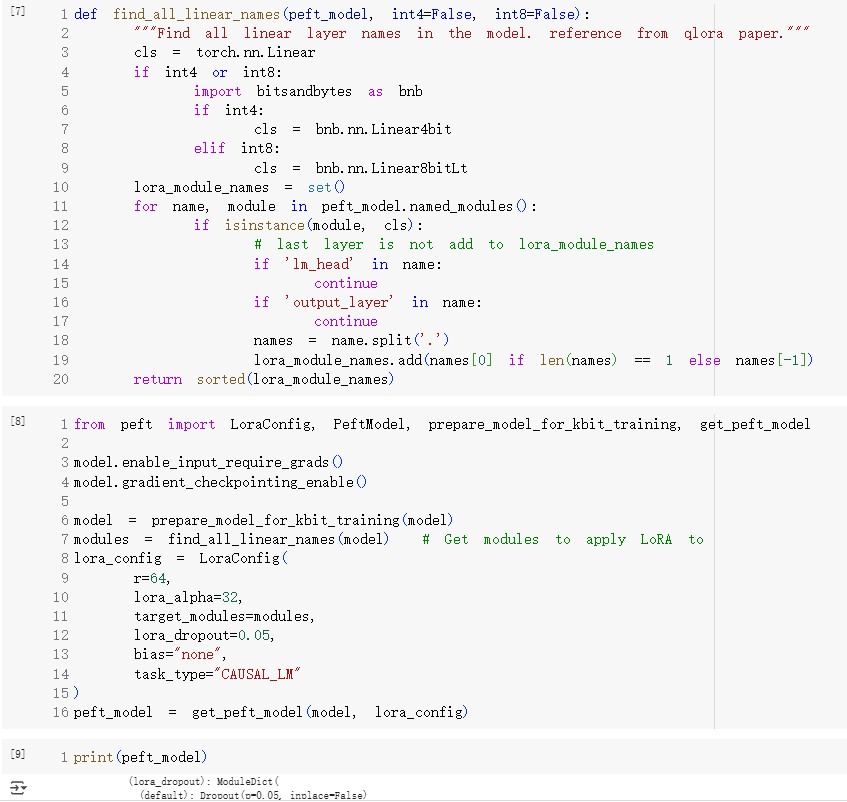 [7]
1 def find_all_linear_names(peft_model, int4=False, int8=False):
2 """Find all linear layer names in the model. reference from qlora paper."""
3 cls = torch.nn.Linear
4 if int4 or int8:
5 import bitsandbytes as bnb
6 if int4:
7 cls = bnb.nn.Linear4bit
8 elif int8:
9 cls = bnb.nn.Linear8bitLt
10 lora_module_names = set()
11 for name, module in peft_model.named_modules():
12 if isinstance(module, cls):
13 # last layer is not add to lora_module_names
14 if 'lm_head' in name:
15 continue
16 if 'output_layer' in name:
17 continue
18 names = name.split('.')
19 lora_module_names.add(names[0] if len(names) == 1 else names[-1])
20 return sorted(lora_module_names)
[8]
1 from peft import LoraConfig, PeftModel, prepare_model_for_kbit_training, get_peft_model
2
3 model.enable_input_require_grads()
4 model.gradient_checkpointing_enable()
5
6 model = prepare_model_for_kbit_training(model)
7 modules = find_all_linear_names(model) # Get modules to apply LoRA to
8 lora_config = LoraConfig(
9 r=64,
10 lora_alpha=32,
11 target_modules=modules,
12 lora_dropout=0.05,
13 bias="none",
14 task_type="CAUSAL_LM"
15 )
16 peft_model = get_peft_model(model, lora_config)
[9]
1 print(peft_model)
(lora_dropout): ModuleDict(
(default): Dropout(p=0.05, inplace=False)